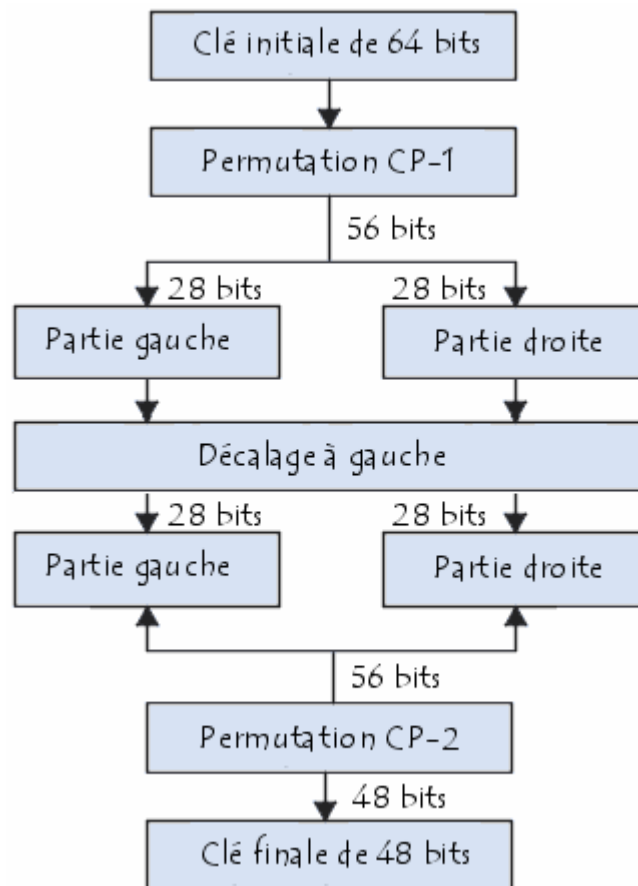 Clé initiale de 64 bits
Permutation CP-1
56 bits
28 bits
28 bits
Partie gauche
Partie droite
Décalage à gauche
28 bits
28 bits
Partie gauche
Partie droite
56 bits
Permutation CP-2
48 bits
Clé finale de 48 bits